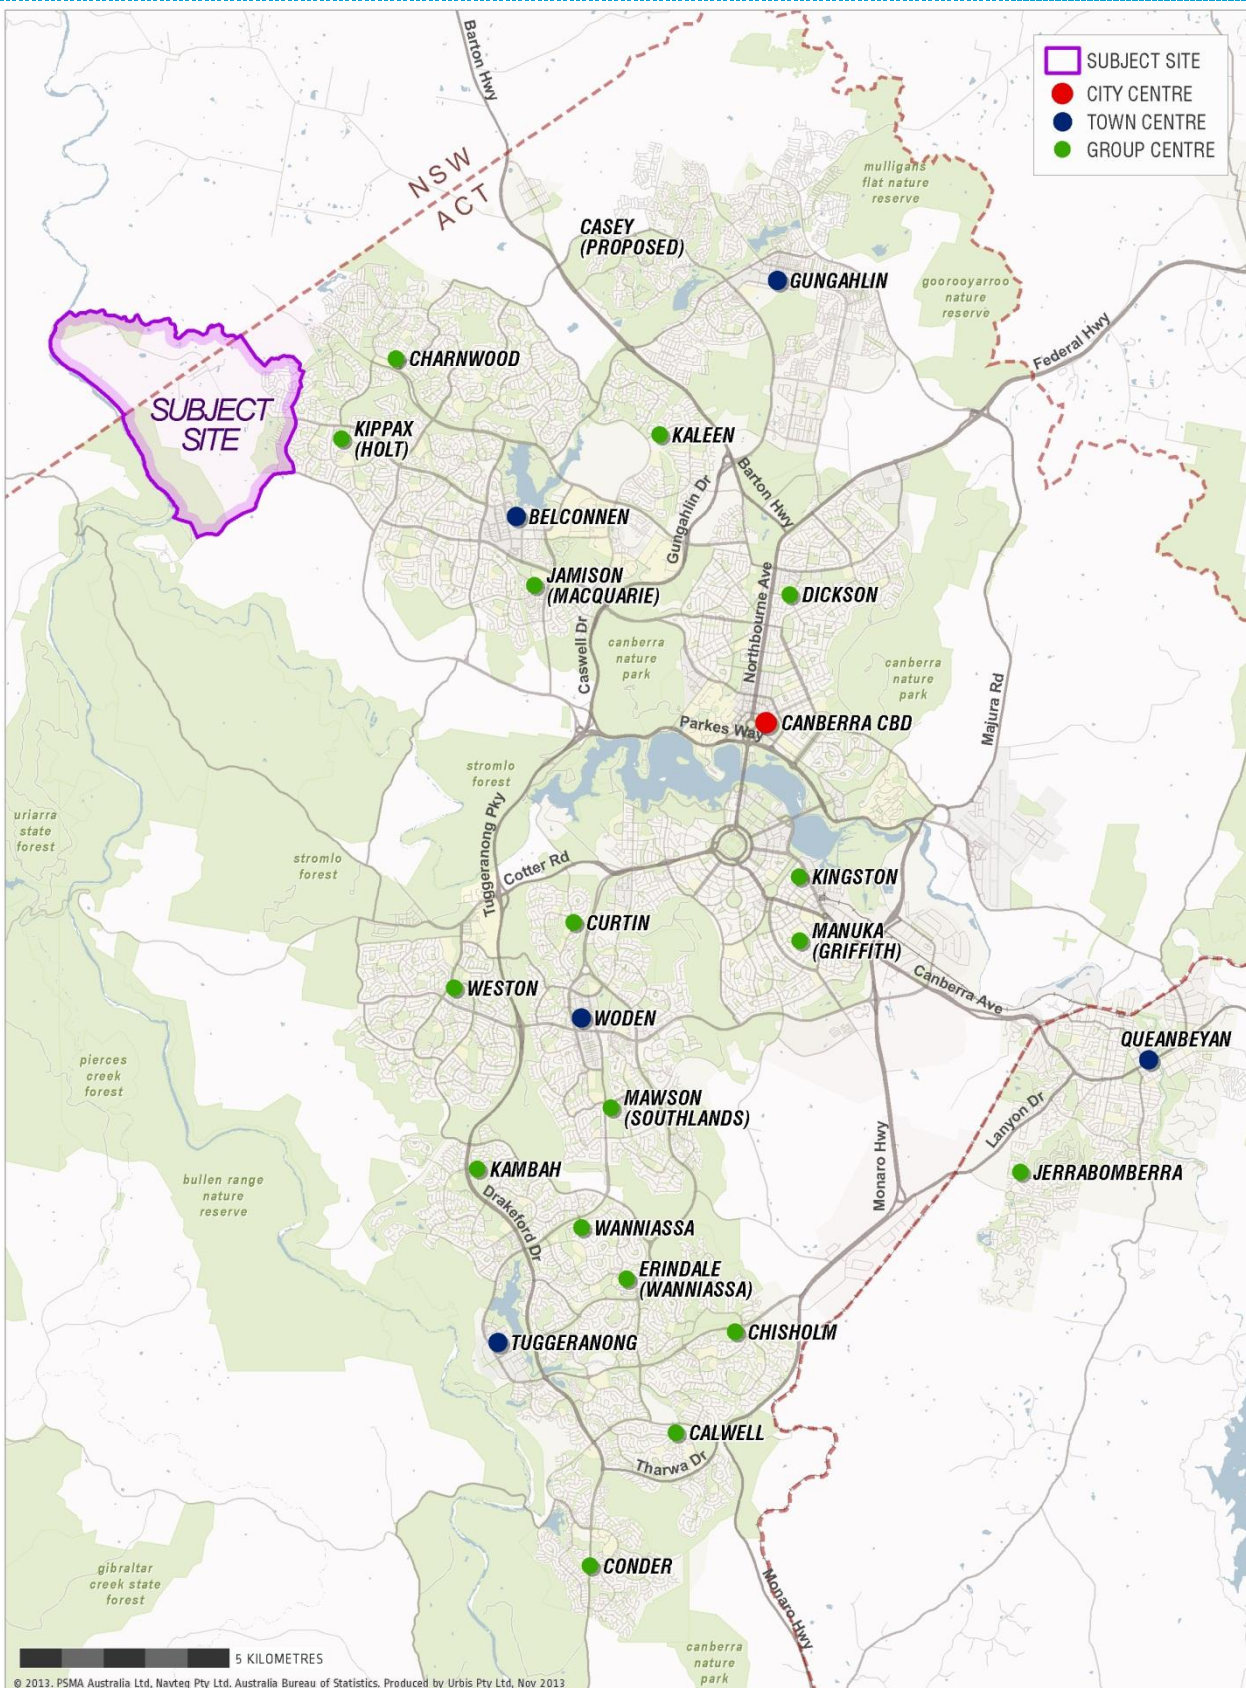 Barton Hwy
SUBJECT SITE
CITY CENTRE
TOWN CENTRE
GROUP CENTRE
NSW
ACT
mulligans
flat nature
reserve
CASEY
(PROPOSED)
GUNGAHLIN
goorooyarroo
nature
reserve
Federal Hwy
CHARNWOOD
SUBJECT
SITE
KIPPAX
(HOLT)
KALEEN
Barton Hwy
Gungahlin Dr
BELCONNEN
JAMISON
(MACQUARIE)
DICKSON
Northbourne Ave
Caswell Dr
canberra
nature
park
canberra
nature
park
Majura Rd
Parkes Way
CANBERRA CBD
stromlo
forest
uriarra
state
forest
stromlo
forest
Tuggeranong Pky
Cotter Rd
KINGSTON
CURTIN
MANUKA
(GRIFFITH)
Canberra Ave
WESTON
WODEN
QUEANBEYAN
pierces
creek
forest
MAWSON
(SOUTHLANDS)
Lanyon Dr
Monaro Hwy
KAMBAH
JERRABOMBERRA
bullen range
nature
reserve
Drakeford Dr
WANNIASSA
ERINDALE
(WANNIASSA)
CHISHOLM
TUGGERANONG
CALWELL
Tharwa Dr
CONDER
gibraltar
creek state
forest
Monaro Hwy
canberra
nature
park
5 KILOMETRES
© 2013. PSMA Australia Ltd, Navteq Pty Ltd. Australia Bureau of Statistics. Produced by Urbis Pty Ltd, Nov 2013